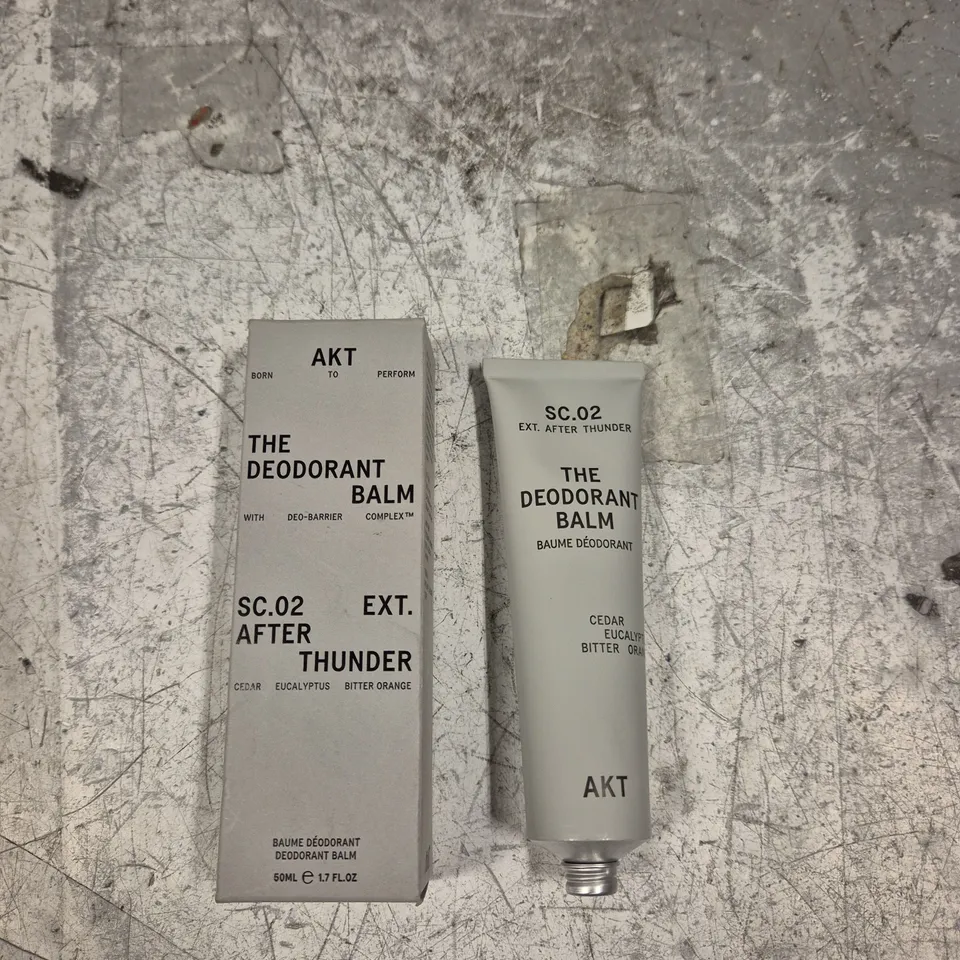 AKT
BORN TO PERFORM
THE
DEODORANT
BALM
WITH DEO-BARRIER COMPLEX™
SC.02 EXT.
AFTER
THUNDER
CEDAR EUCALYPTUS BITTER ORANGE
BAUME DÉODORANT
DEODORANT BALM
50ML ℮ 1.7 FL.OZ
SC.02
EXT. AFTER THUNDER
THE
DEODORANT
BALM
BAUME DÉODORANT
CEDAR
EUCALYPT
BITTER ORAN
AKT